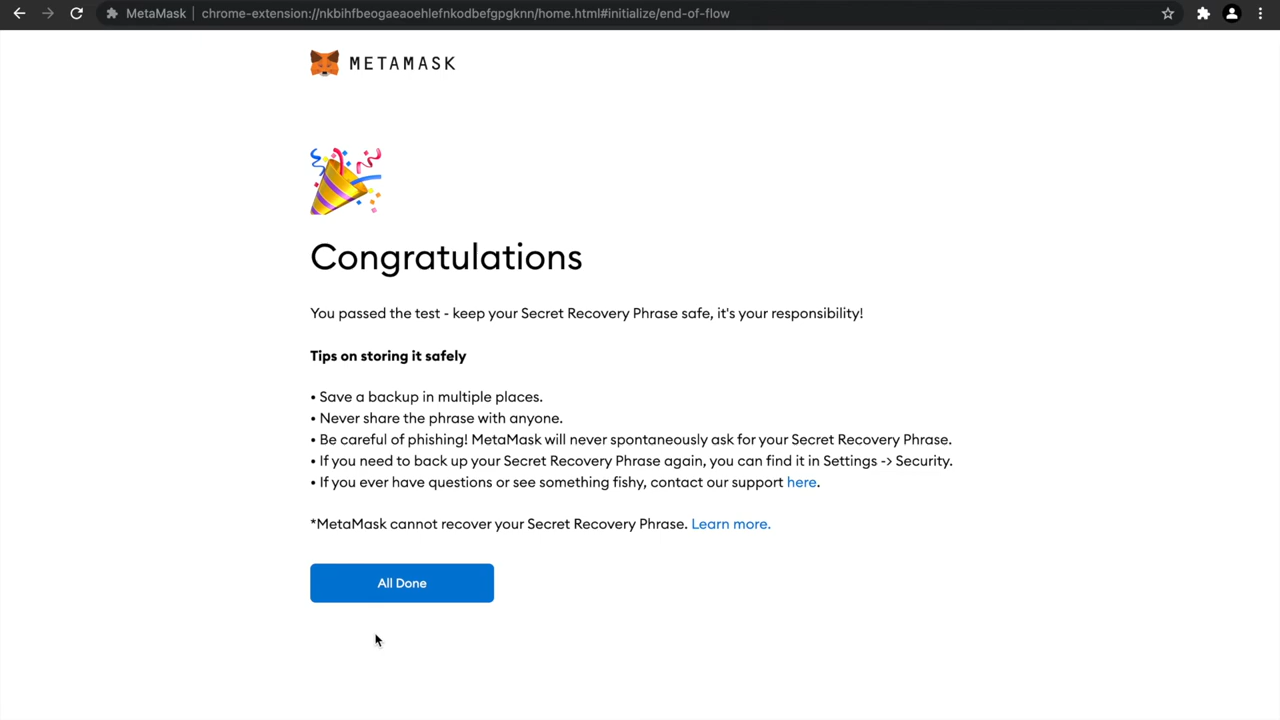 MetaMask chrome-extension://nkbihfbeogaeaoehlefnkodbefgpgknn/home.html#initialize/end-of-flow
METAMASK
Congratulations
You passed the test - keep your Secret Recovery Phrase safe, it's your responsibility!
Tips on storing it safely
• Save a backup in multiple places.
• Never share the phrase with anyone.
• Be careful of phishing! MetaMask will never spontaneously ask for your Secret Recovery Phrase.
• If you need to back up your Secret Recovery Phrase again, you can find it in Settings -> Security.
• If you ever have questions or see something fishy, contact our support here.
*MetaMask cannot recover your Secret Recovery Phrase. Learn more.
All Done